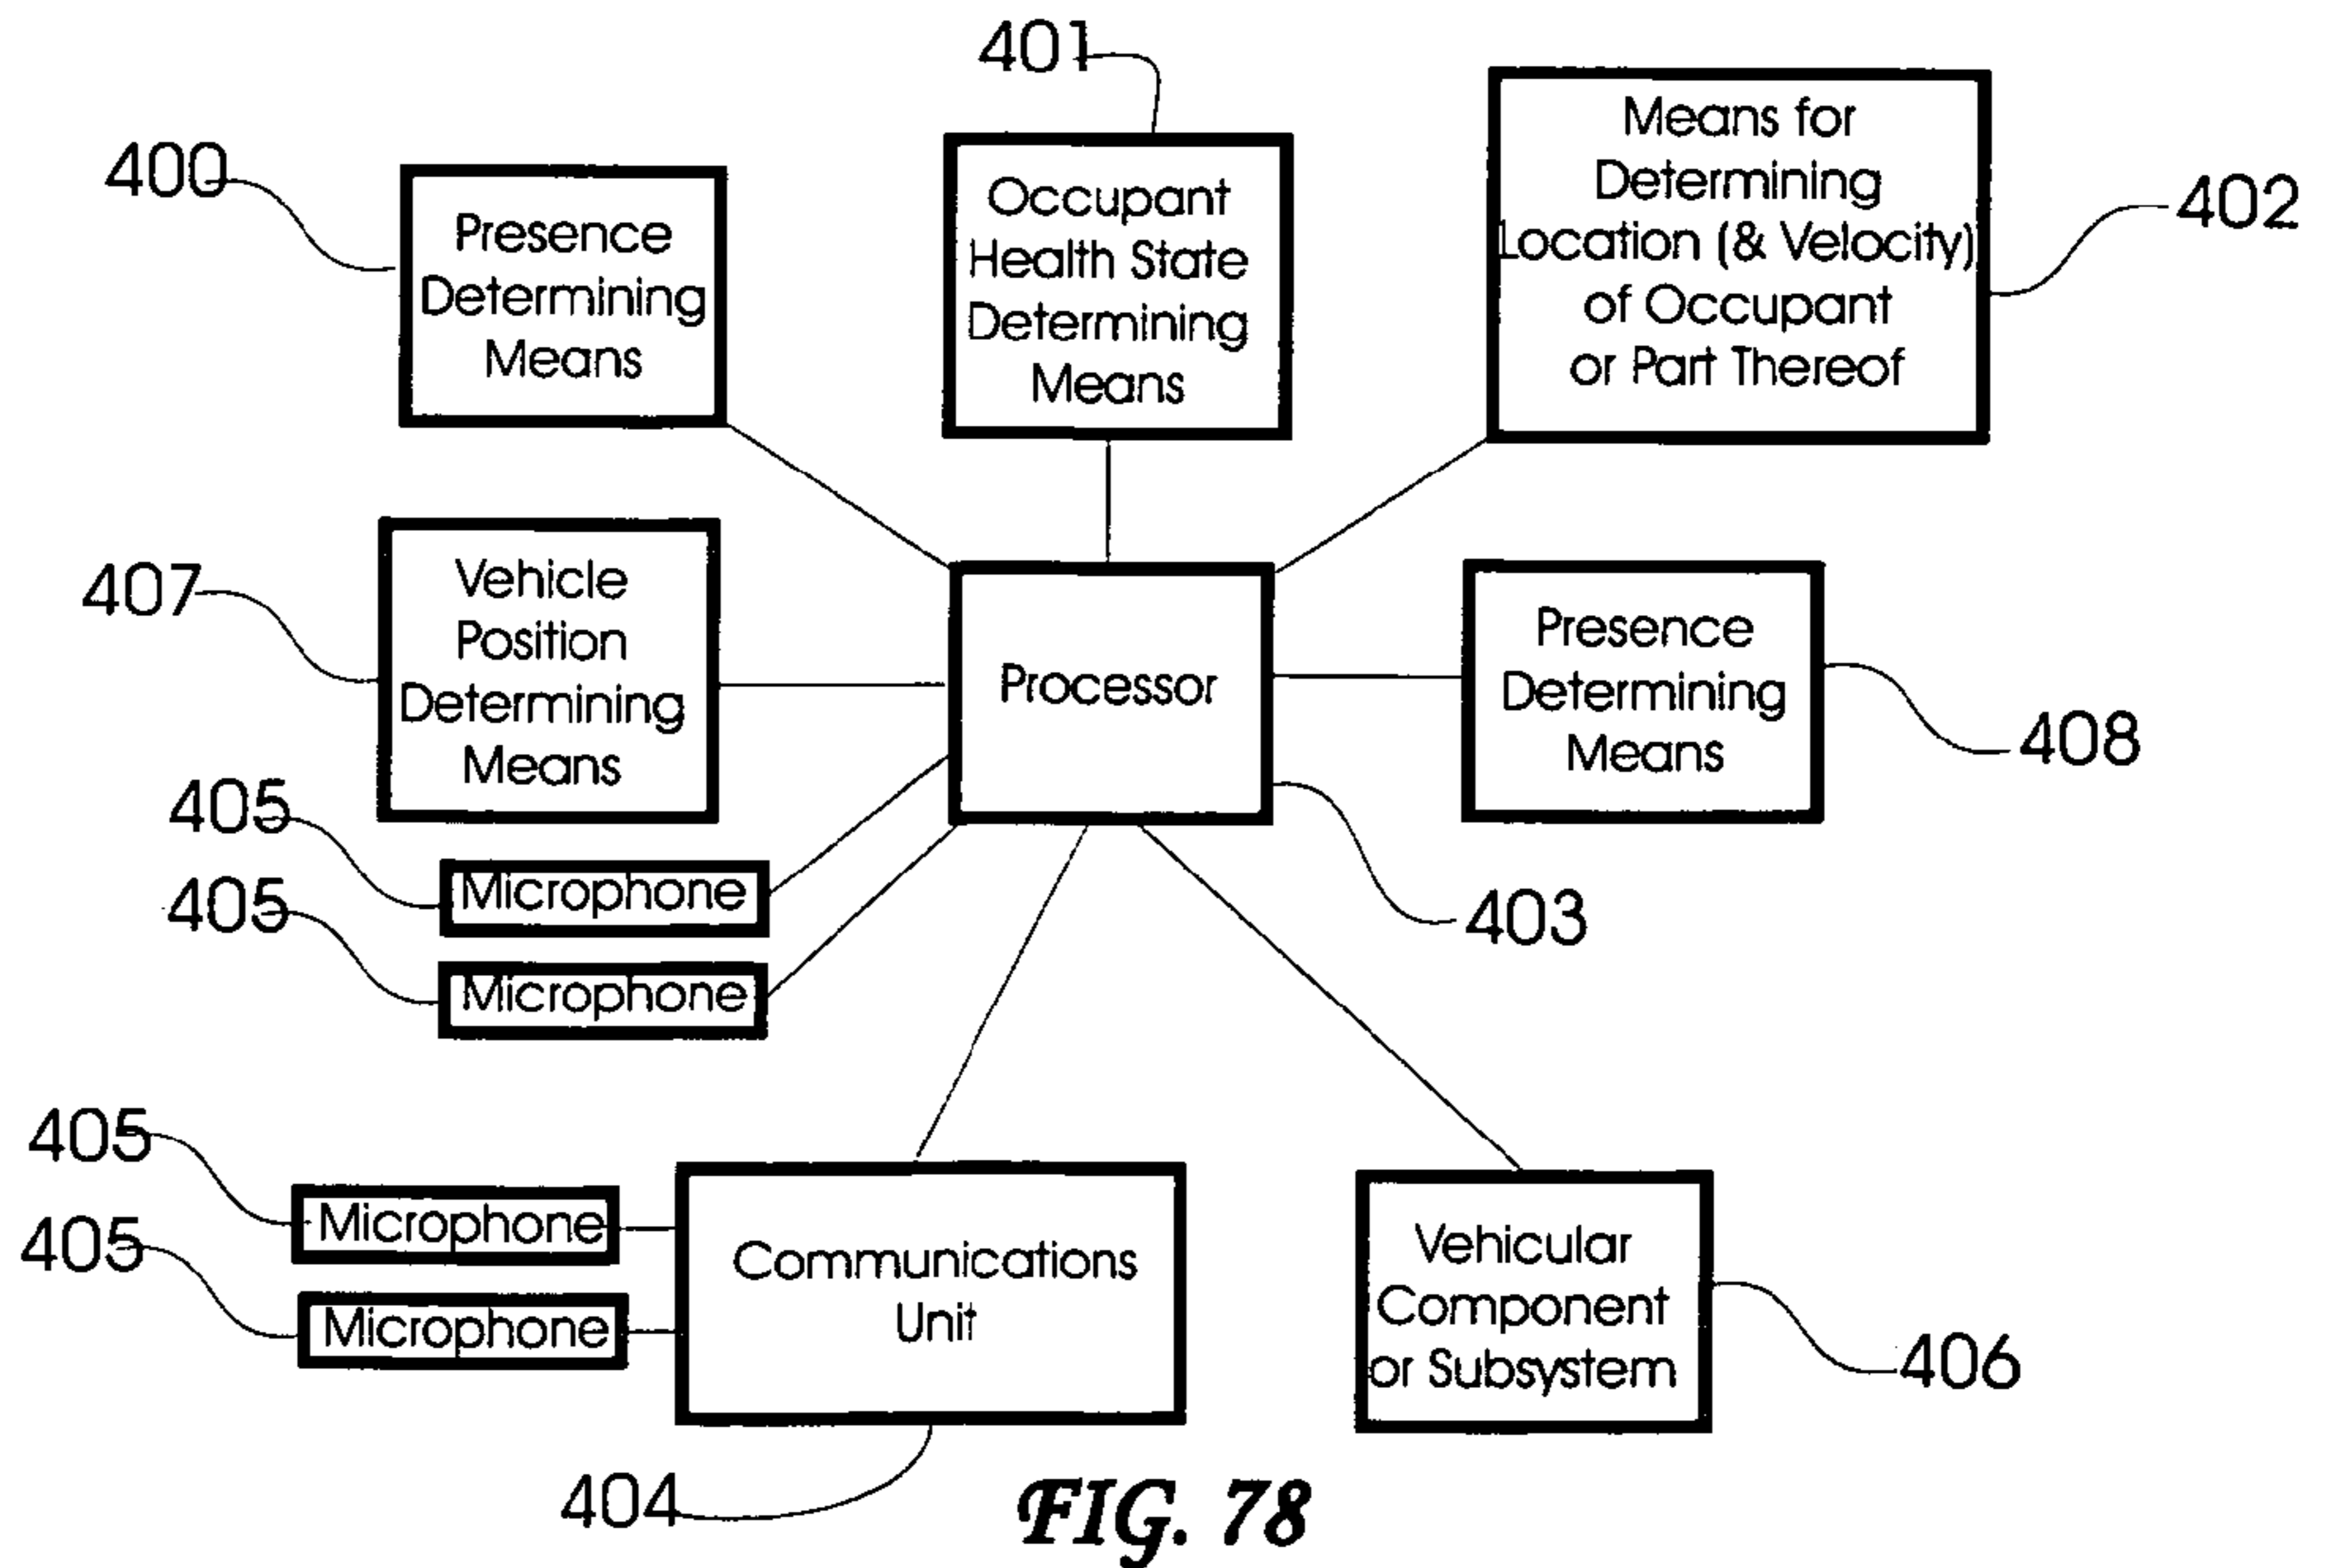 401
400
Presence
Determining
Means
Occupant
Health State
Determining
Means
Means for
Determining
Location (& Velocity)
of Occupant
or Part Thereof
402
407
Vehicle
Position
Determining
Means
Processor
Presence
Determining
Means
408
403
405
Microphone
405
Microphone
405
Microphone
405
Microphone
Communications
Unit
404
Vehicular
Component
or Subsystem
406
FIG. 78